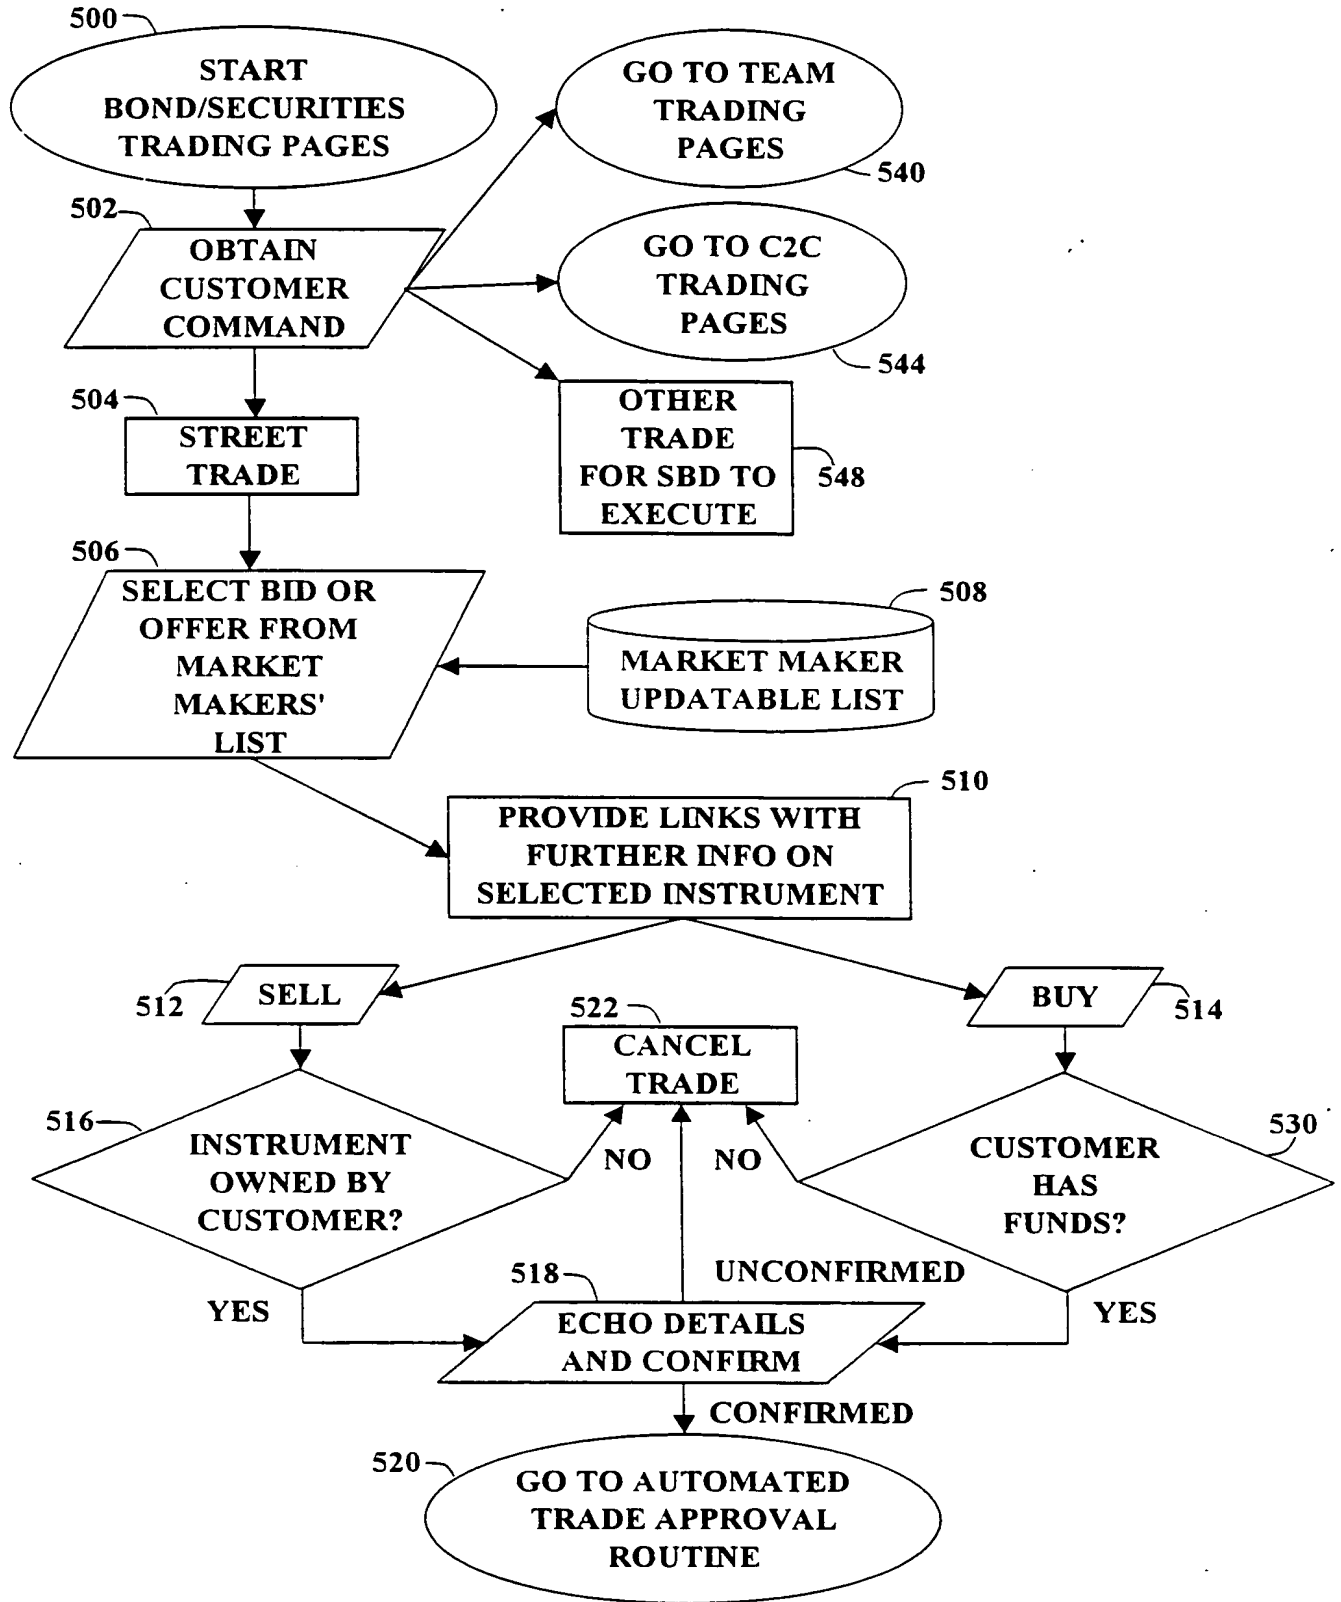 500
START
BOND/SECURITIES
TRADING PAGES
GO TO TEAM
TRADING
PAGES
540
502
OBTAIN
CUSTOMER
COMMAND
GO TO C2C
TRADING
PAGES
544
504
STREET
TRADE
OTHER
TRADE
FOR SBD TO
EXECUTE
548
506
SELECT BID OR
OFFER FROM
MARKET
MAKERS'
LIST
508
MARKET MAKER
UPDATABLE LIST
510
PROVIDE LINKS WITH
FURTHER INFO ON
SELECTED INSTRUMENT
512
SELL
BUY
514
522
CANCEL
TRADE
516
INSTRUMENT
OWNED BY
CUSTOMER?
NO
NO
530
CUSTOMER
HAS
FUNDS?
YES
UNCONFIRMED
YES
518
ECHO DETAILS
AND CONFIRM
CONFIRMED
520
GO TO AUTOMATED
TRADE APPROVAL
ROUTINE